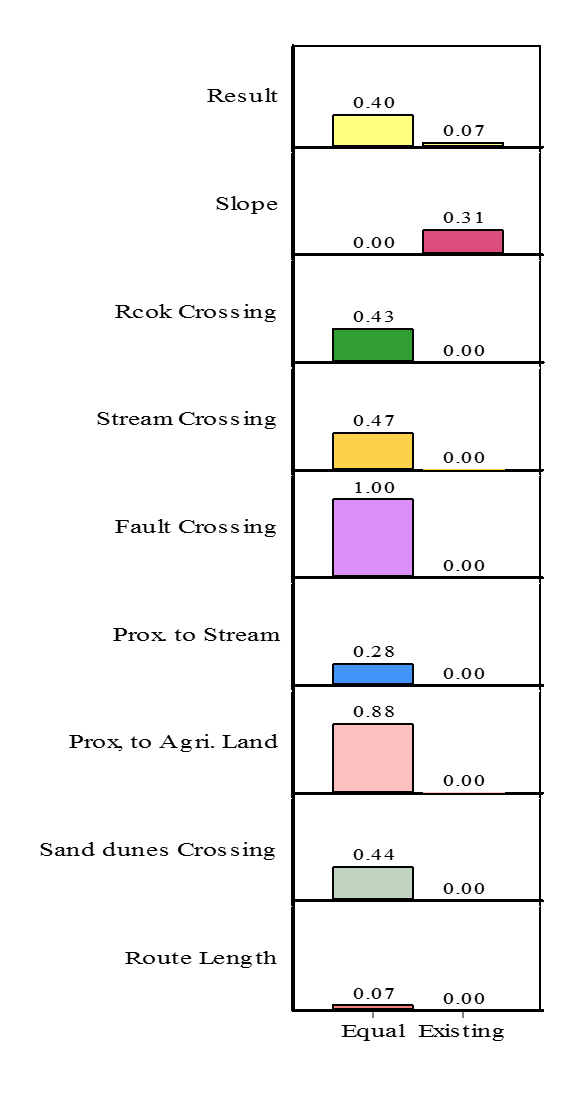 0.40
Result
0.07
Slope
0.31
0.00
Rcok Crossing
0.43
0.00
Stream Crossing
0.47
0.00
1.00
Fault Crossing
0.00
Prox. to Stream
0.28
0.00
0.88
Prox, to Agri. Land
0.00
Sand dunes Crossing
0.44
0.00
Route Length
0.07
0.00
Equal Existing